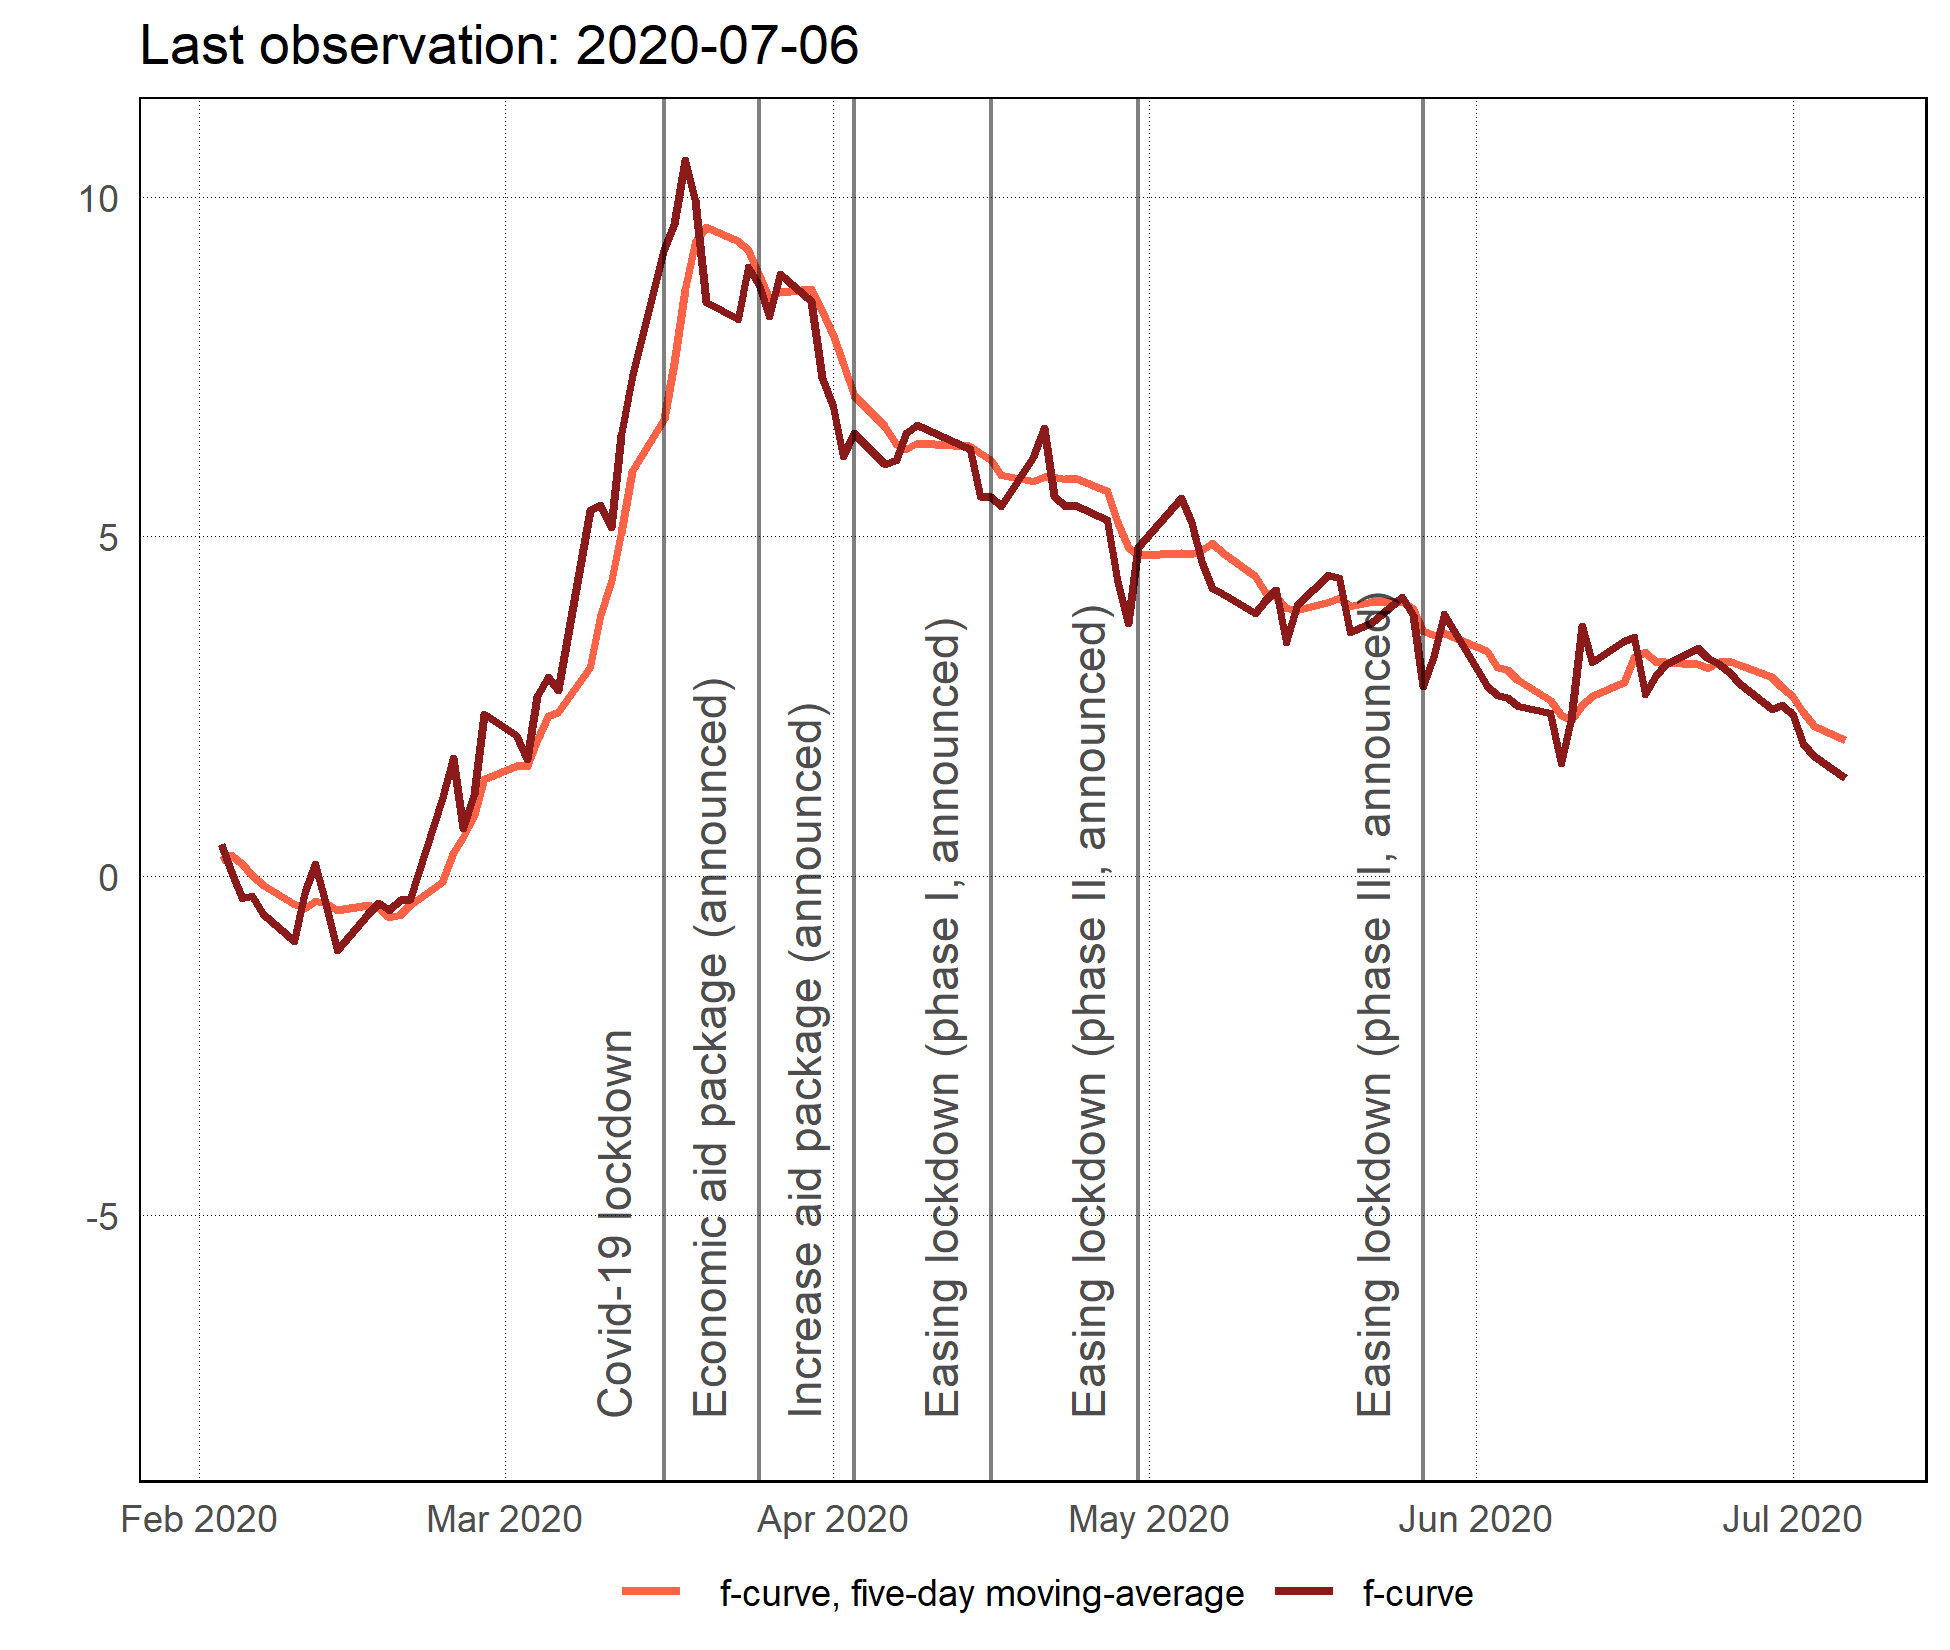 Last observation: 2020-07-06
10
5
0
-5
Covid-19 lockdown
Economic aid package (announced)
Increase aid package (announced)
Easing lockdown (phase I, announced)
Easing lockdown (phase II, announced)
Easing lockdown (phase III, announced)
Feb 2020 Mar 2020 Apr 2020 May 2020 Jun 2020 Jul 2020
f-curve, five-day moving-average f-curve